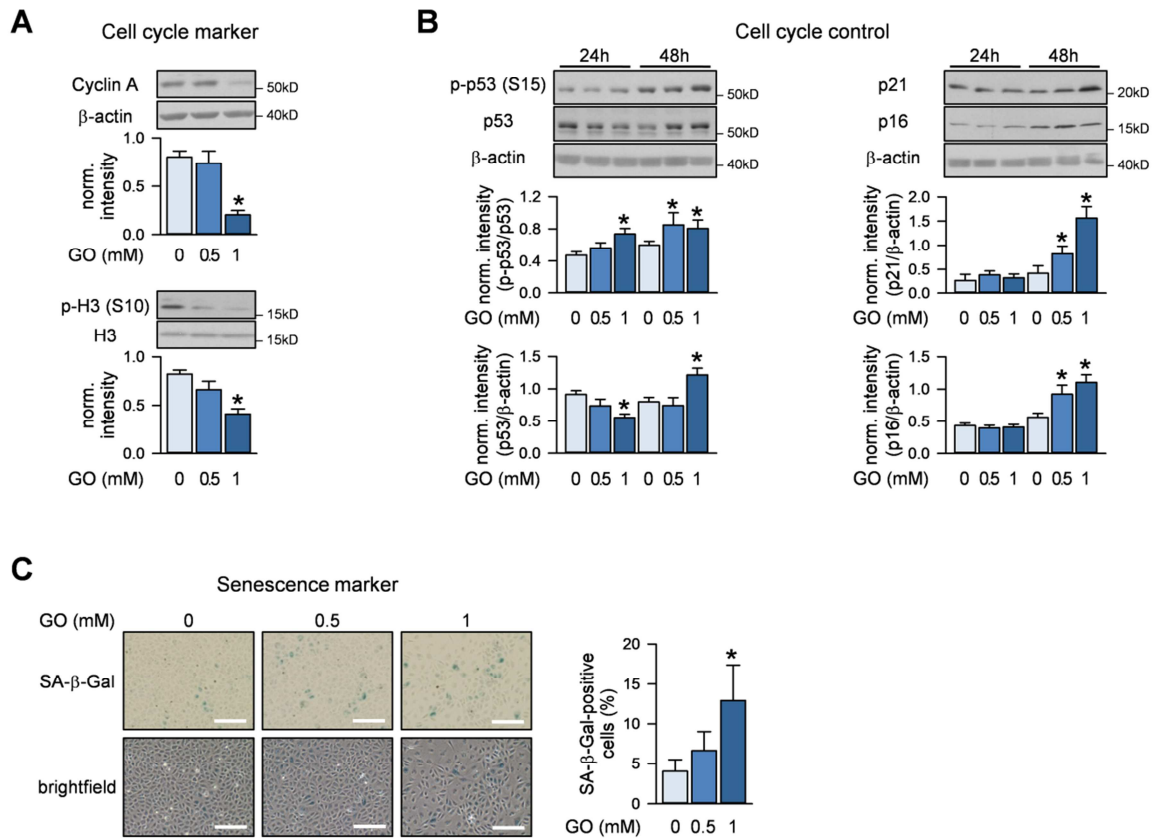 A
Cell cycle marker
Cyclin A
50kD
β-actin
40kD
norm.
intensity
1.0
0.5
0.0
*
GO (mM) 0 0.5 1
p-H3 (S10)
15kD
H3
15kD
norm.
intensity
1.0
0.5
0.0
*
GO (mM) 0 0.5 1
B
Cell cycle control
24h 48h
p-p53 (S15)
50kD
p53
50kD
β-actin
40kD
norm. intensity
(p-p53/p53)
1.2
0.8
0.4
0.0
* * *
GO (mM) 0 0.5 1 0 0.5 1
norm. intensity
(p53/β-actin)
1.5
1.0
0.5
0.0
* *
GO (mM) 0 0.5 1 0 0.5 1
24h 48h
p21
20kD
p16
15kD
β-actin
40kD
norm. intensity
(p21/β-actin)
2.0
1.5
1.0
0.5
0.0
* *
GO (mM) 0 0.5 1 0 0.5 1
norm. intensity
(p16/β-actin)
1.5
1.0
0.5
0.0
* *
GO (mM) 0 0.5 1 0 0.5 1
C
Senescence marker
GO (mM) 0 0.5 1
SA-β-Gal
brightfield
SA-β-Gal-positive
cells (%)
20
15
10
5
0
*
GO (mM) 0 0.5 1